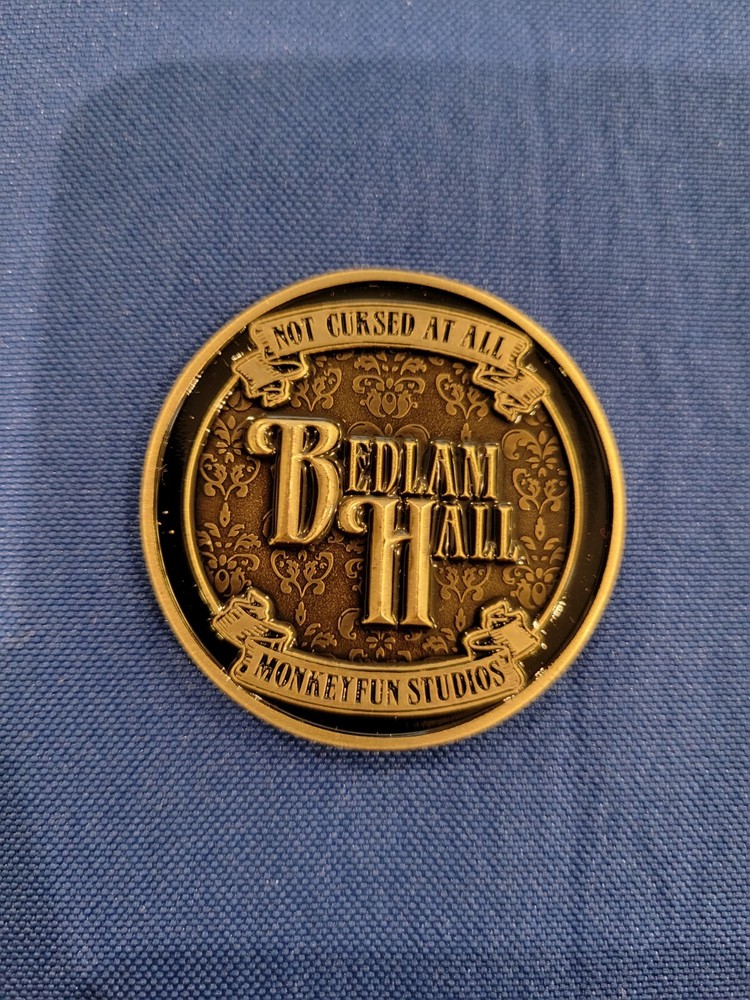 NOT CURSED AT ALL
BEDLAM
HALL
MONKEYFUN STUDIOS